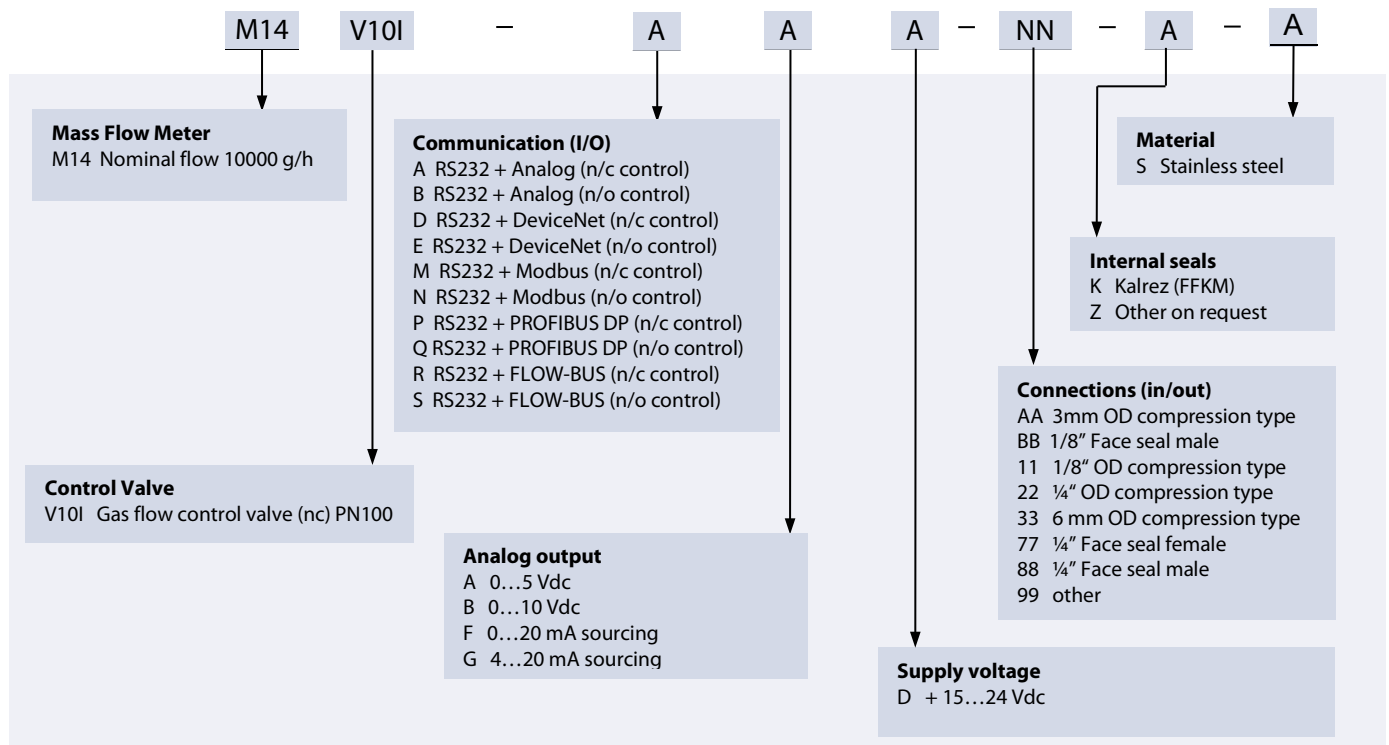 M14 V10I – A A A – NN – A – A
Mass Flow Meter
M14 Nominal flow 10000 g/h
Communication (I/O)
A RS232 + Analog (n/c control)
B RS232 + Analog (n/o control)
D RS232 + DeviceNet (n/c control)
E RS232 + DeviceNet (n/o control)
M RS232 + Modbus (n/c control)
N RS232 + Modbus (n/o control)
P RS232 + PROFIBUS DP (n/c control)
Q RS232 + PROFIBUS DP (n/o control)
R RS232 + FLOW-BUS (n/c control)
S RS232 + FLOW-BUS (n/o control)
Material
S Stainless steel
Internal seals
K Kalrez (FFKM)
Z Other on request
Connections (in/out)
AA 3mm OD compression type
BB 1/8” Face seal male
11 1/8“ OD compression type
22 ¼“ OD compression type
33 6 mm OD compression type
77 ¼” Face seal female
88 ¼” Face seal male
99 other
Control Valve
V10I Gas flow control valve (nc) PN100
Analog output
A 0…5 Vdc
B 0…10 Vdc
F 0…20 mA sourcing
G 4…20 mA sourcing
Supply voltage
D + 15…24 Vdc